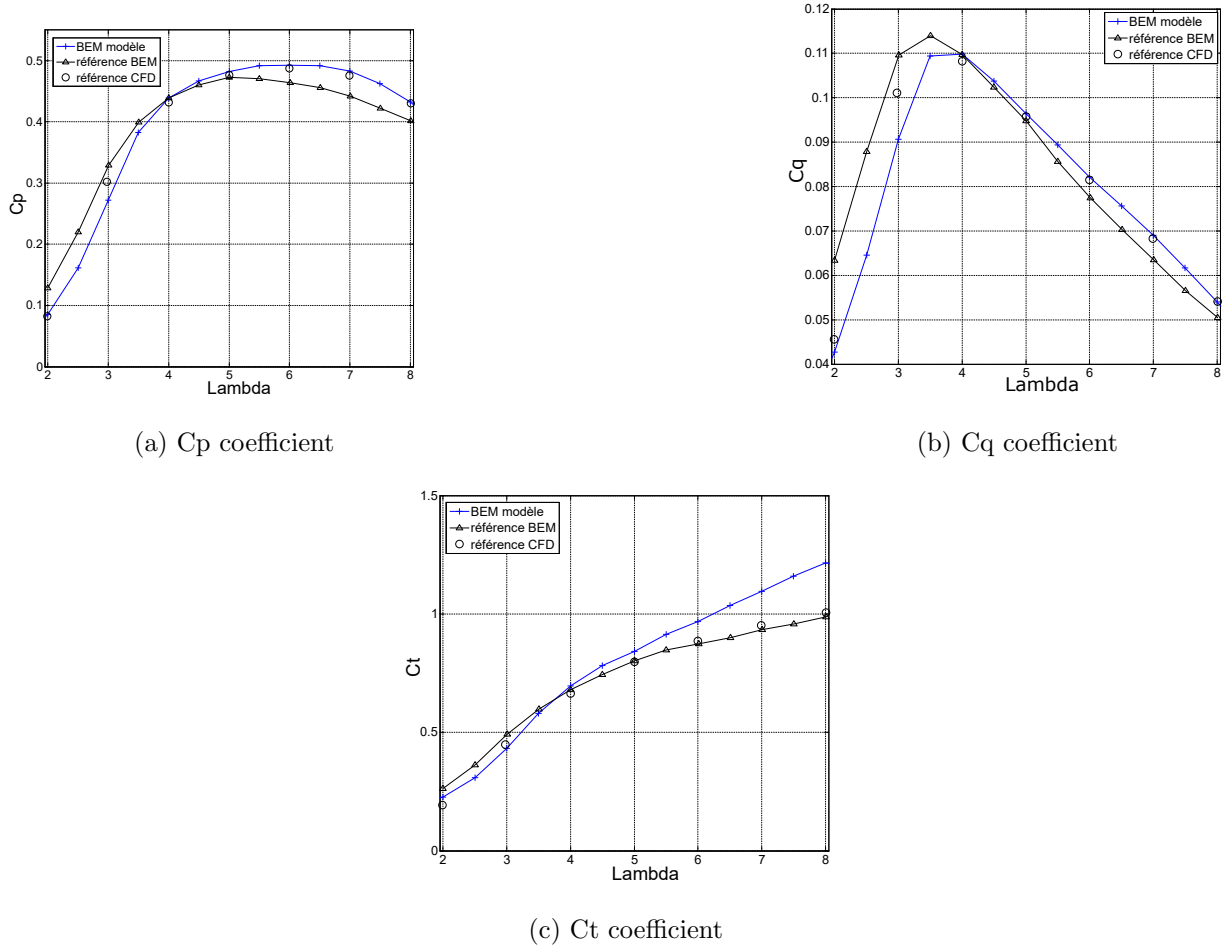 BEM modèle
référence BEM
référence CFD
0.5
0.4
0.3
0.2
0.1
0
Cp
2 3 4 5 6 7 8
Lambda
(a) Cp coefficient
0.12
0.11
0.1
0.09
0.08
0.07
0.06
0.05
0.04
Cq
BEM modèle
référence BEM
référence CFD
2 3 4 5 6 7 8
Lambda
(b) Cq coefficient
1.5
1
0.5
0
Ct
BEM modèle
référence BEM
référence CFD
2 3 4 5 6 7 8
Lambda
(c) Ct coefficient